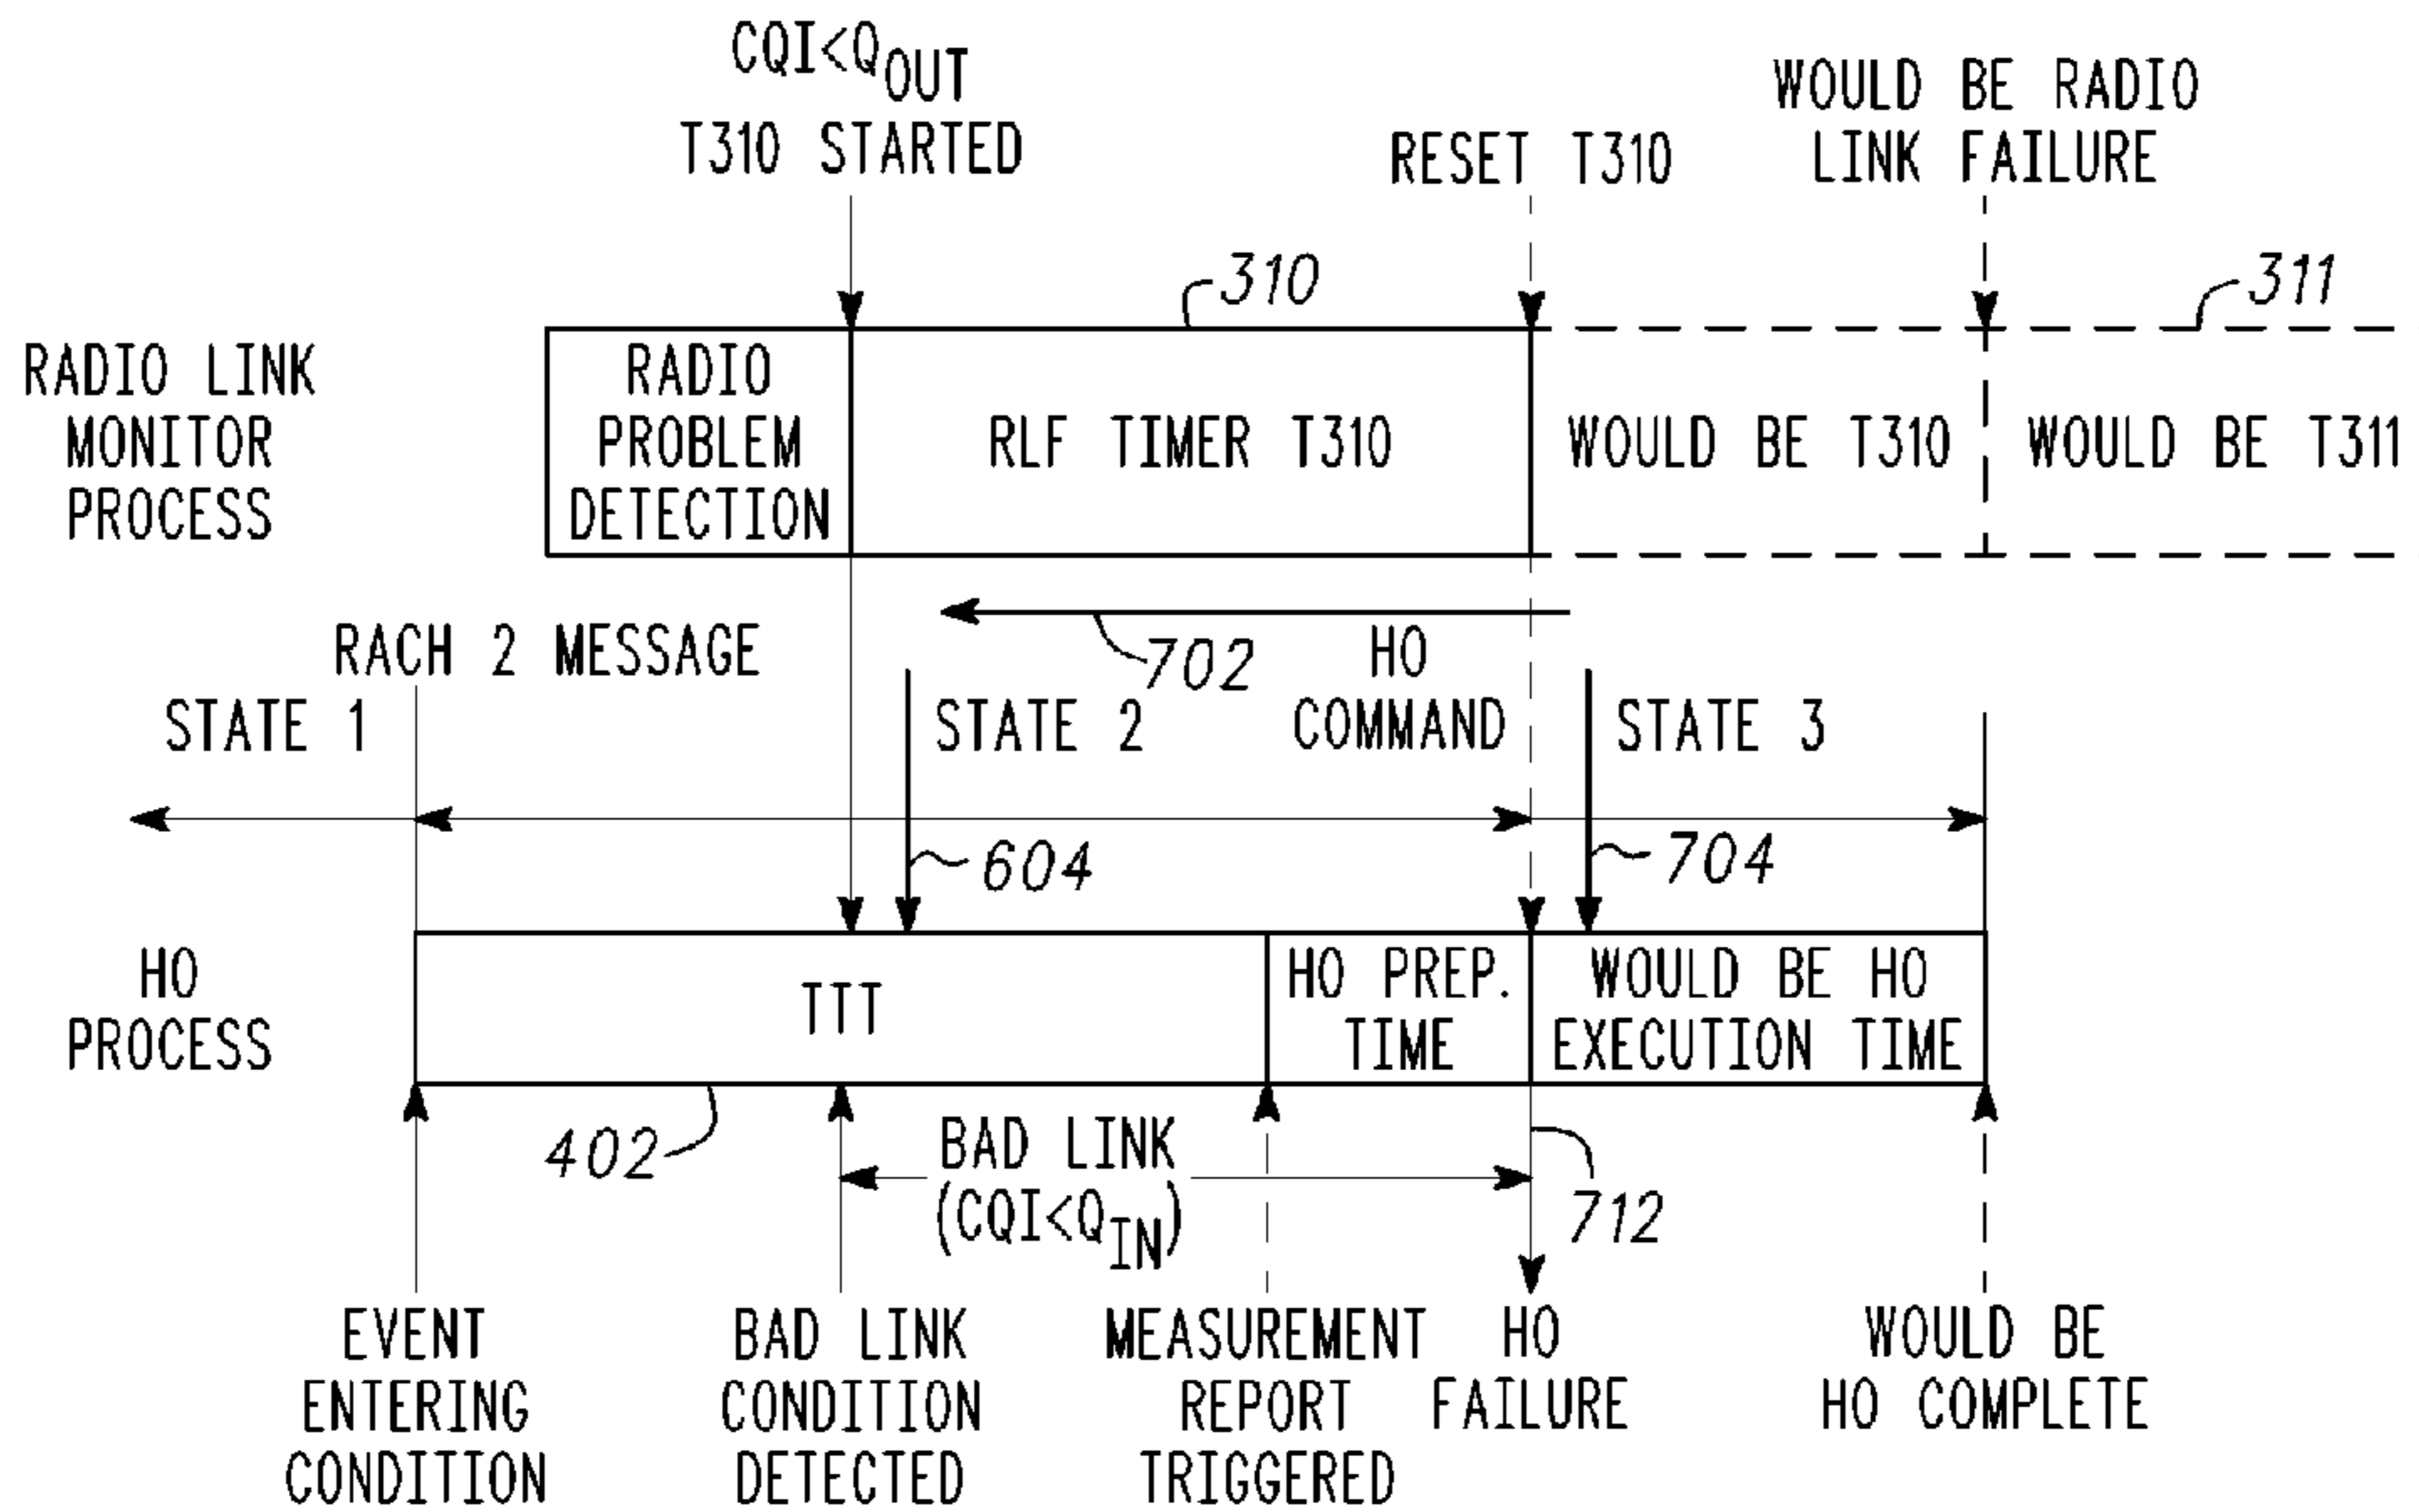 CQI<QOUT
T310 STARTED
RESET T310
WOULD BE RADIO
LINK FAILURE
310
311
RADIO LINK
MONITOR
PROCESS
RADIO
PROBLEM
DETECTION
RLF TIMER T310
WOULD BE T310
WOULD BE T311
RACH 2 MESSAGE
702
HO
COMMAND
STATE 1
STATE 2
STATE 3
604
704
HO
PROCESS
TTT
HO PREP.
TIME
WOULD BE HO
EXECUTION TIME
402
BAD LINK
(CQI<QIN)
712
EVENT
ENTERING
CONDITION
BAD LINK
CONDITION
DETECTED
MEASUREMENT
REPORT
TRIGGERED
HO
FAILURE
WOULD BE
HO COMPLETE